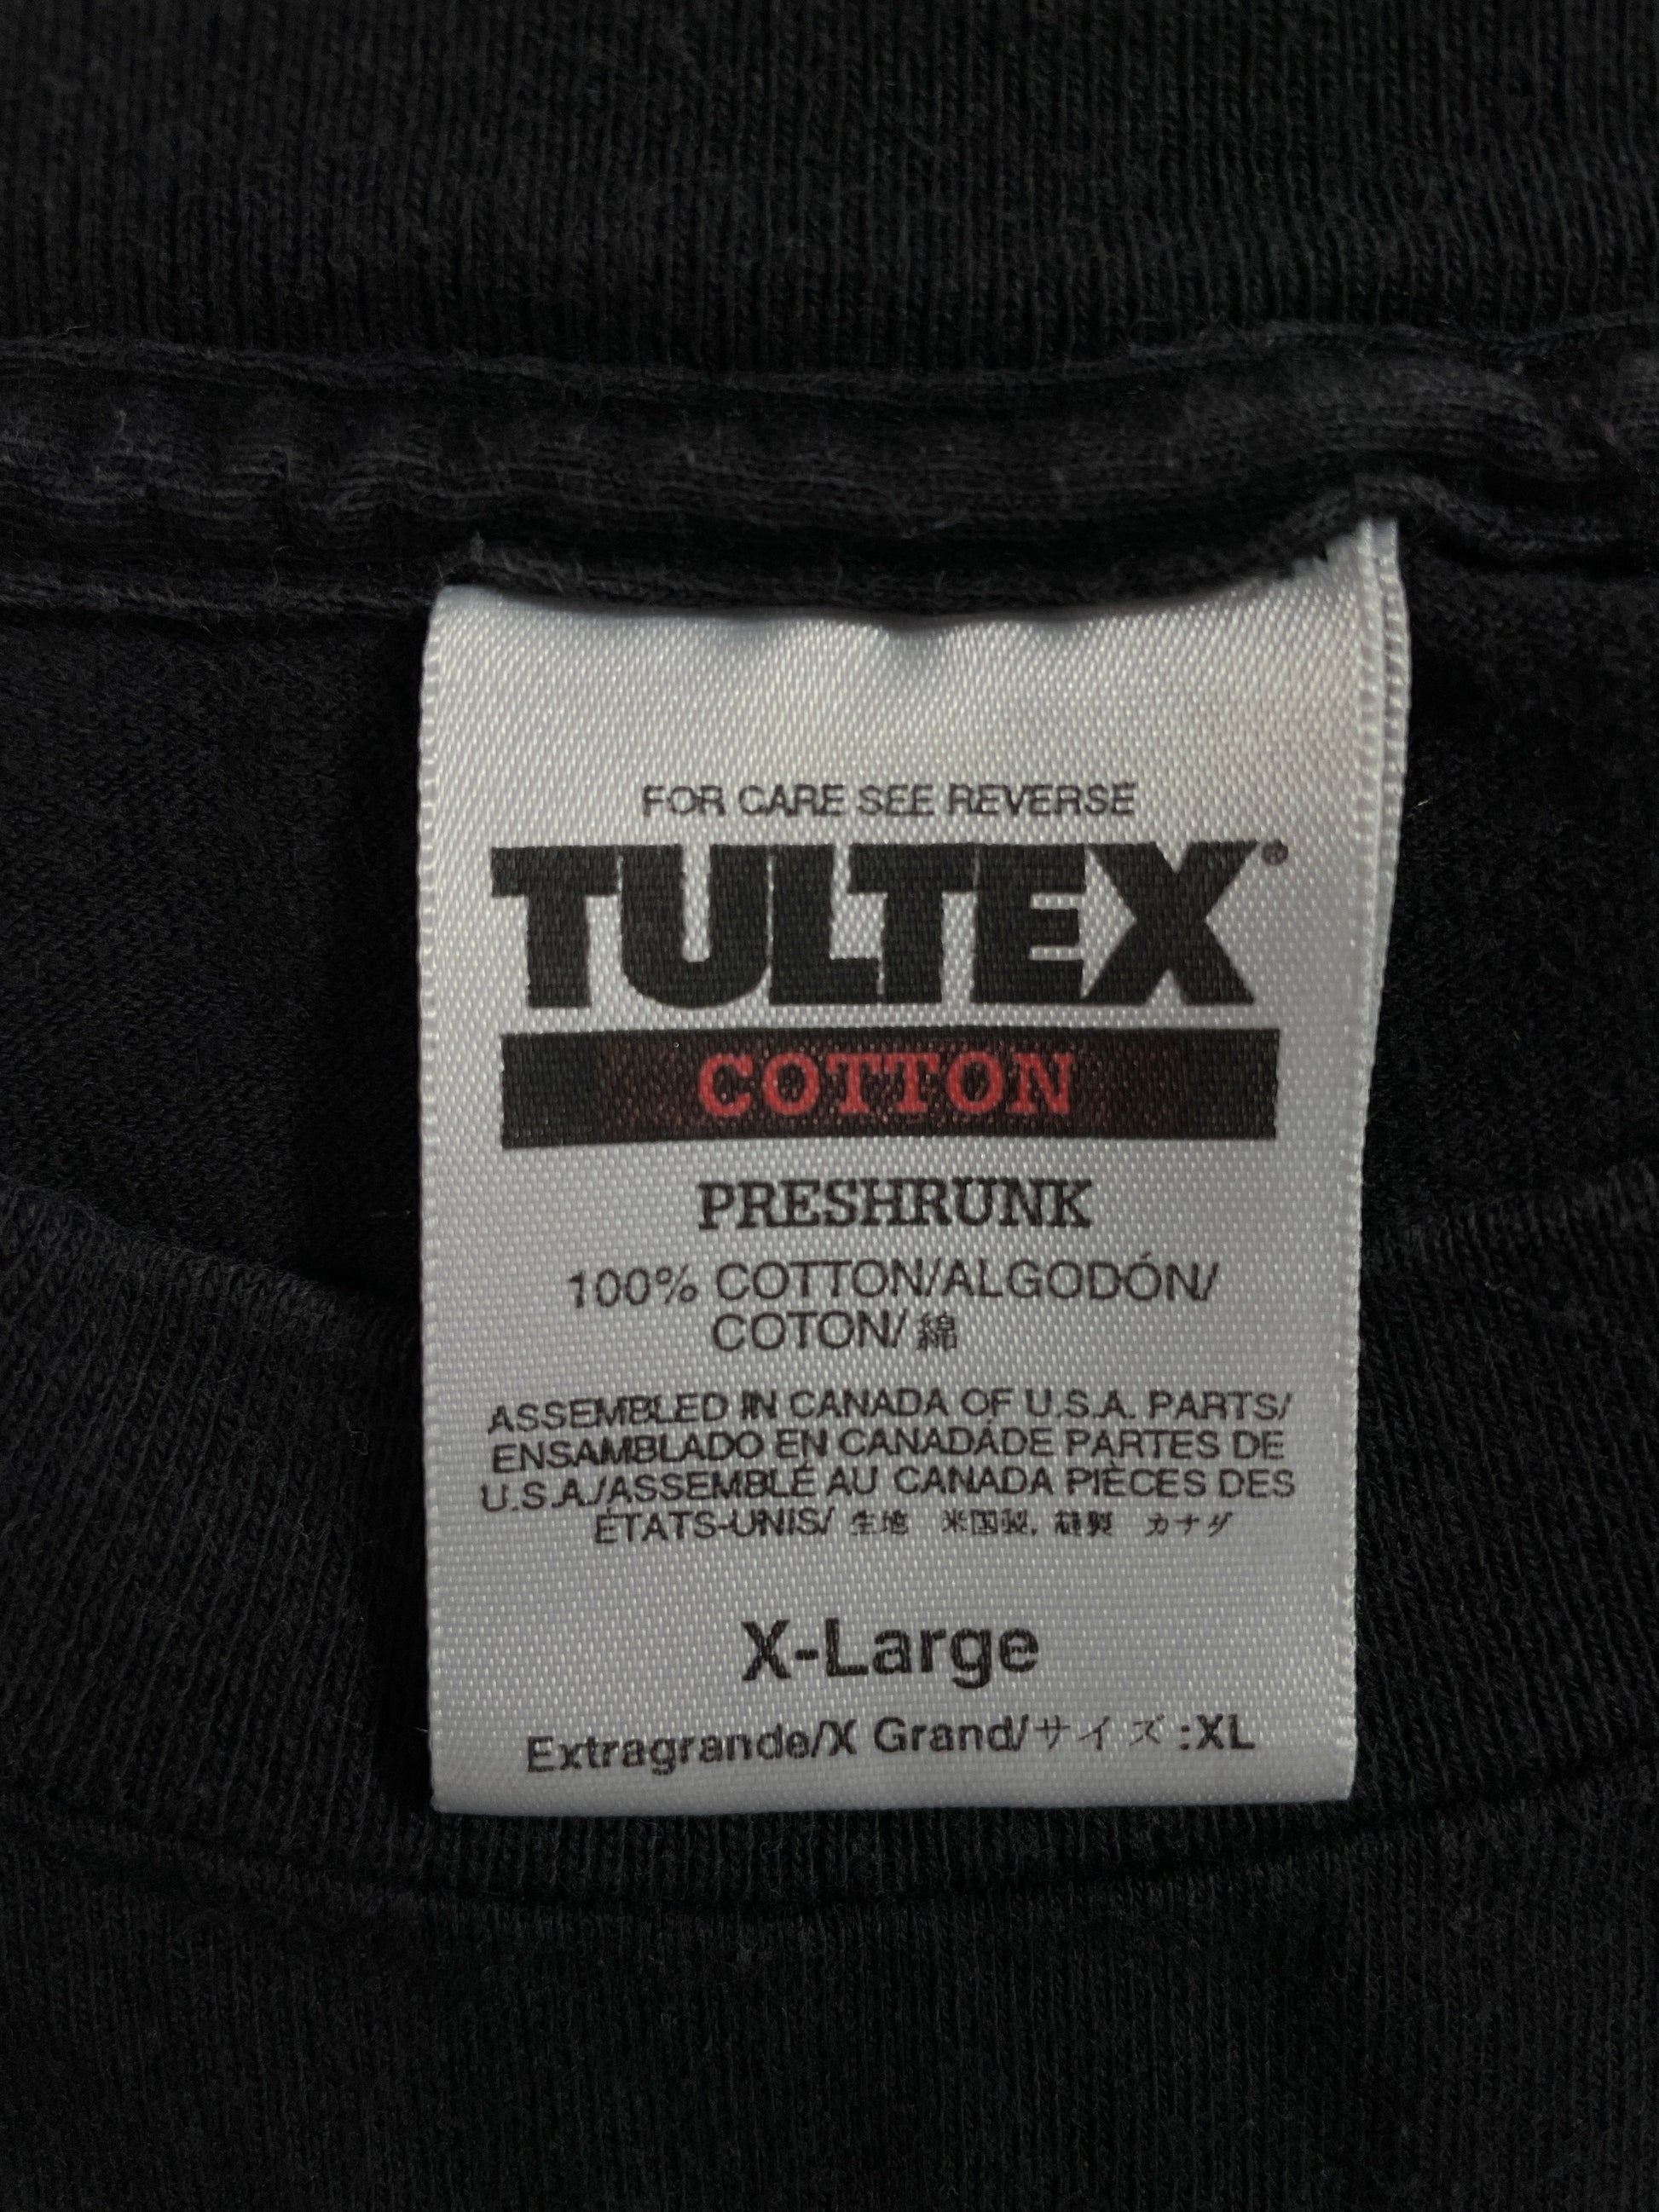 FOR CARE SEE REVERSE
TULTEX®
COTTON
PRESHRUNK
100% COTTON/ALGODÓN/
COTON/ 綿
ASSEMBLED IN CANADA OF U.S.A. PARTS/
ENSAMBLADO EN CANADÁDE PARTES DE
U.S.A./ASSEMBLÉ AU CANADA PIÈCES DES
ÉTATS-UNIS/ 生地 米国製, 縫製 カナダ
X-Large
Extragrande/X Grand/サイズ:XL